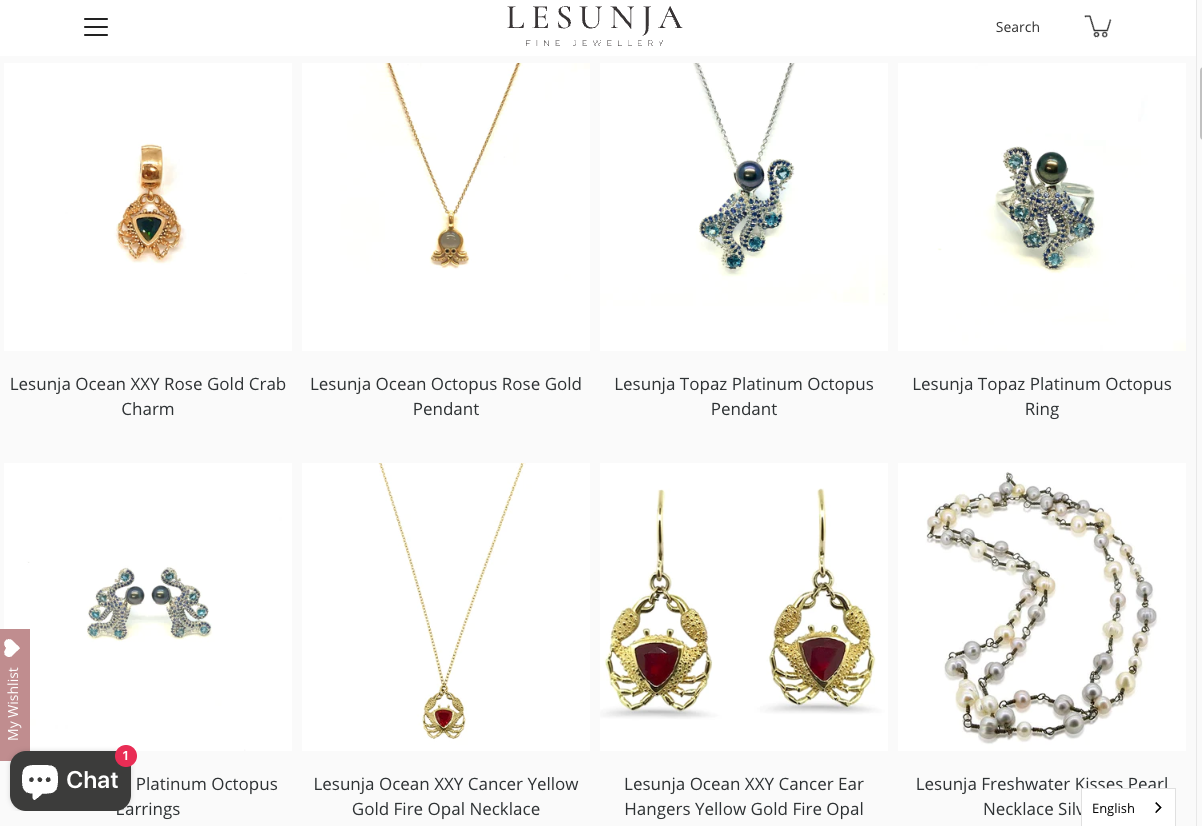 LESUNJA
FINE JEWELLERY
Search
Lesunja Ocean XXY Rose Gold Crab
Charm
Lesunja Ocean Octopus Rose Gold
Pendant
Lesunja Topaz Platinum Octopus
Pendant
Lesunja Topaz Platinum Octopus
Ring
My Wishlist
1
Chat
Platinum Octopus
Earrings
Lesunja Ocean XXY Cancer Yellow
Gold Fire Opal Necklace
Lesunja Ocean XXY Cancer Ear
Hangers Yellow Gold Fire Opal
Lesunja Freshwater Kisses Pearl
Necklace
English